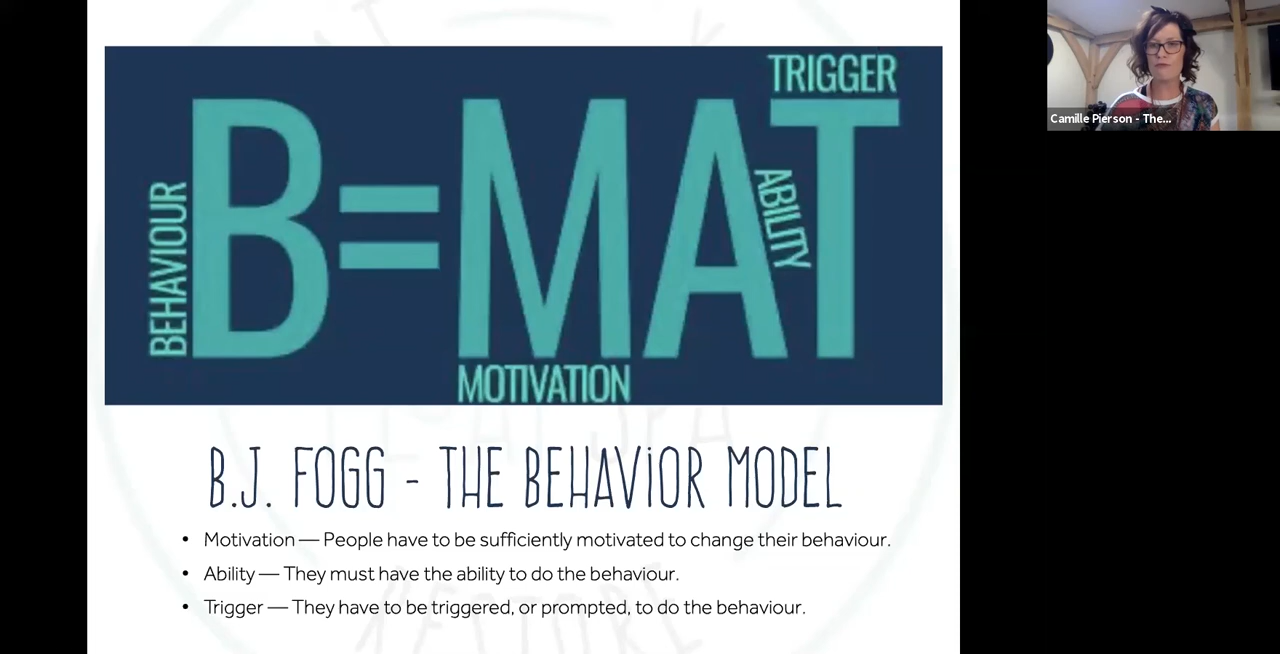 TRIGGER
BEHAVIOUR
B=MAT
ABILITY
MOTIVATION
B.J. FOGG - THE BEHAVIOR MODEL
• Motivation — People have to be sufficiently motivated to change their behaviour.
• Ability — They must have the ability to do the behaviour.
• Trigger — They have to be triggered, or prompted, to do the behaviour.
Camille Pierson - The...